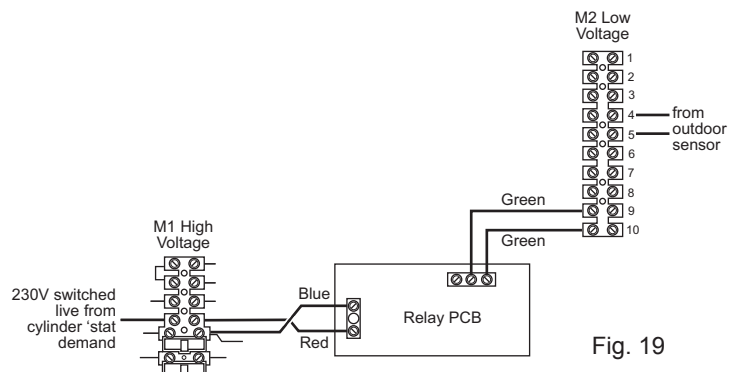 M2 Low
Voltage
1
2
3
4
5
6
7
8
9
10
from
outdoor
sensor
Green
Green
M1 High
Voltage
230V switched
live from
cylinder ‘stat
demand
Blue
Red
Relay PCB
Fig. 19